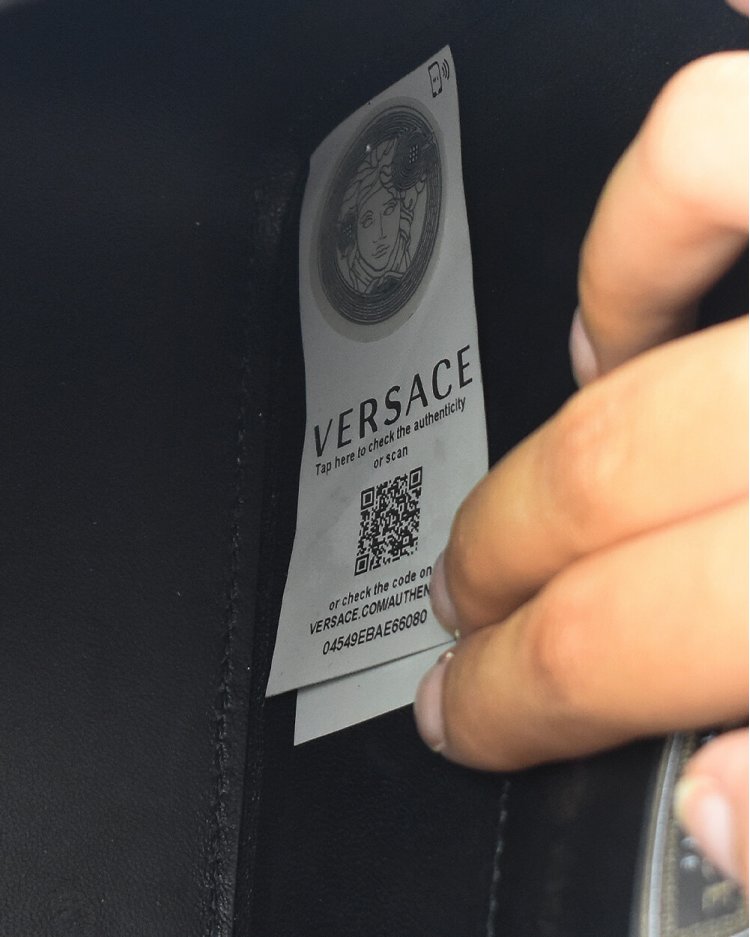 VERSACE
Tap here to check the authenticity
or scan
or check the code on
VERSACE.COM/AUTHEN
04549EBAE66080